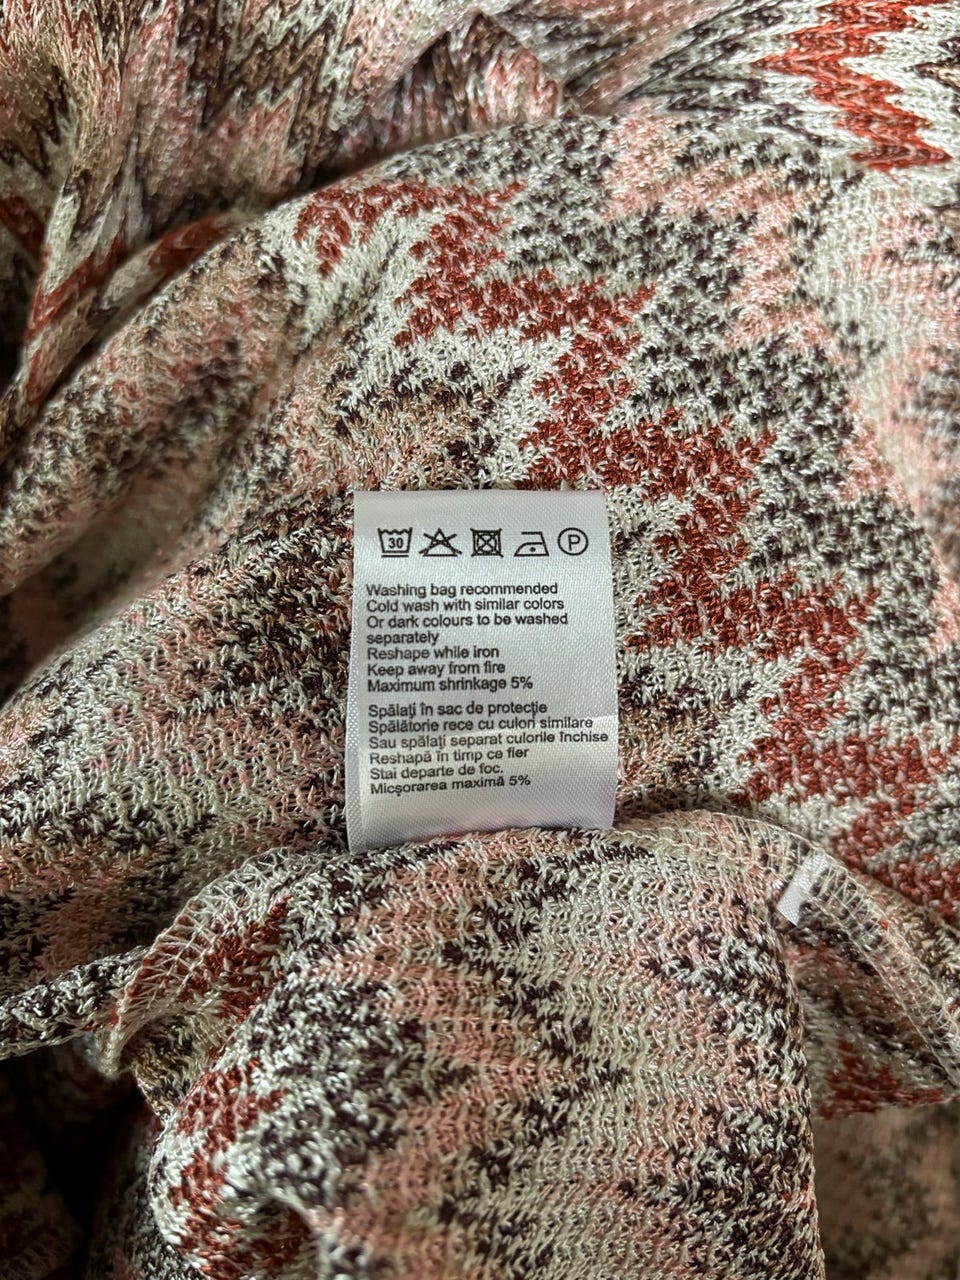 30
P
Washing bag recommended
Cold wash with similar colors
Or dark colours to be washed
separately
Reshape while iron
Keep away from fire
Maximum shrinkage 5%
Spălați în sac de protecție
Spălătorie rece cu culori similare
Sau spălați separat culorile închise
Reshapă în timp ce fier
Stai departe de foc.
Micșorarea maximă 5%